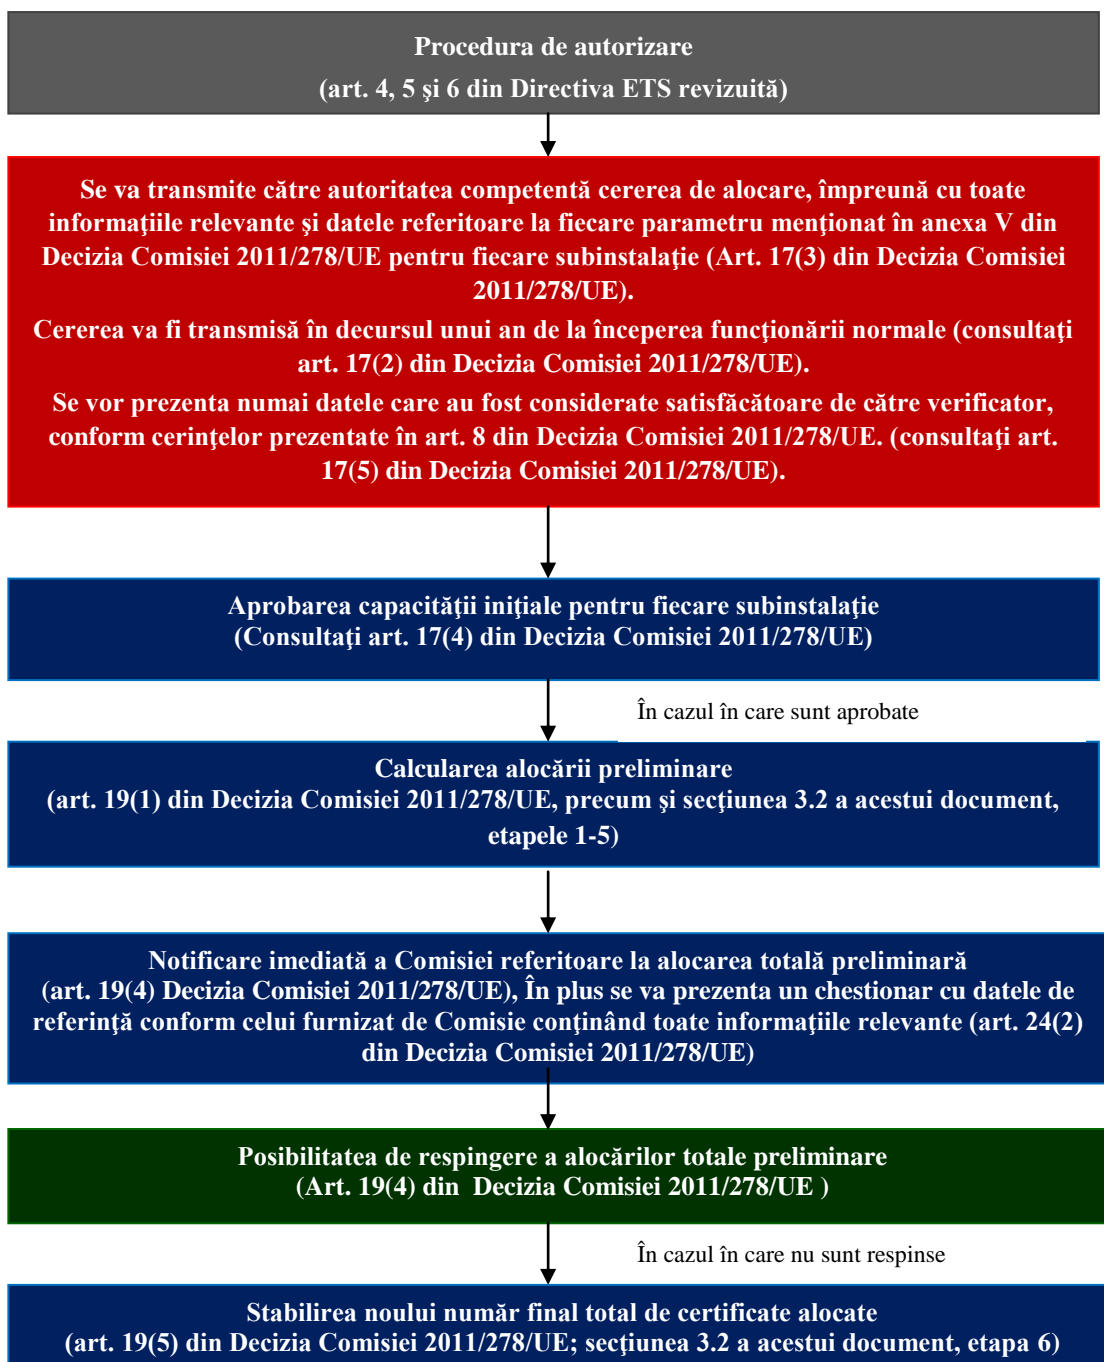 Procedura de autorizare
(art. 4, 5 şi 6 din Directiva ETS revizuită)
Se va transmite către autoritatea competentă cererea de alocare, împreună cu toate
informaţiile relevante şi datele referitoare la fiecare parametru menţionat în anexa V din
Decizia Comisiei 2011/278/UE pentru fiecare subinstalaţie (Art. 17(3) din Decizia Comisiei
2011/278/UE).
Cererea va fi transmisă în decursul unui an de la începerea funcţionării normale (consultaţi
art. 17(2) din Decizia Comisiei 2011/278/UE).
Se vor prezenta numai datele care au fost considerate satisfăcătoare de către verificator,
conform cerinţelor prezentate în art. 8 din Decizia Comisiei 2011/278/UE. (consultaţi art.
17(5) din Decizia Comisiei 2011/278/UE).
Aprobarea capacităţii iniţiale pentru fiecare subinstalaţie
(Consultaţi art. 17(4) din Decizia Comisiei 2011/278/UE)
În cazul în care sunt aprobate
Calcularea alocării preliminare
(art. 19(1) din Decizia Comisiei 2011/278/UE, precum şi secţiunea 3.2 a acestui document,
etapele 1-5)
Notificare imediată a Comisiei referitoare la alocarea totală preliminară
(art. 19(4) Decizia Comisiei 2011/278/UE), În plus se va prezenta un chestionar cu datele de
referinţă conform celui furnizat de Comisie conţinând toate informaţiile relevante (art. 24(2)
din Decizia Comisiei 2011/278/UE)
Posibilitatea de respingere a alocărilor totale preliminare
(Art. 19(4) din Decizia Comisiei 2011/278/UE )
În cazul în care nu sunt respinse
Stabilirea noului număr final total de certificate alocate
(art. 19(5) din Decizia Comisiei 2011/278/UE; secţiunea 3.2 a acestui document, etapa 6)